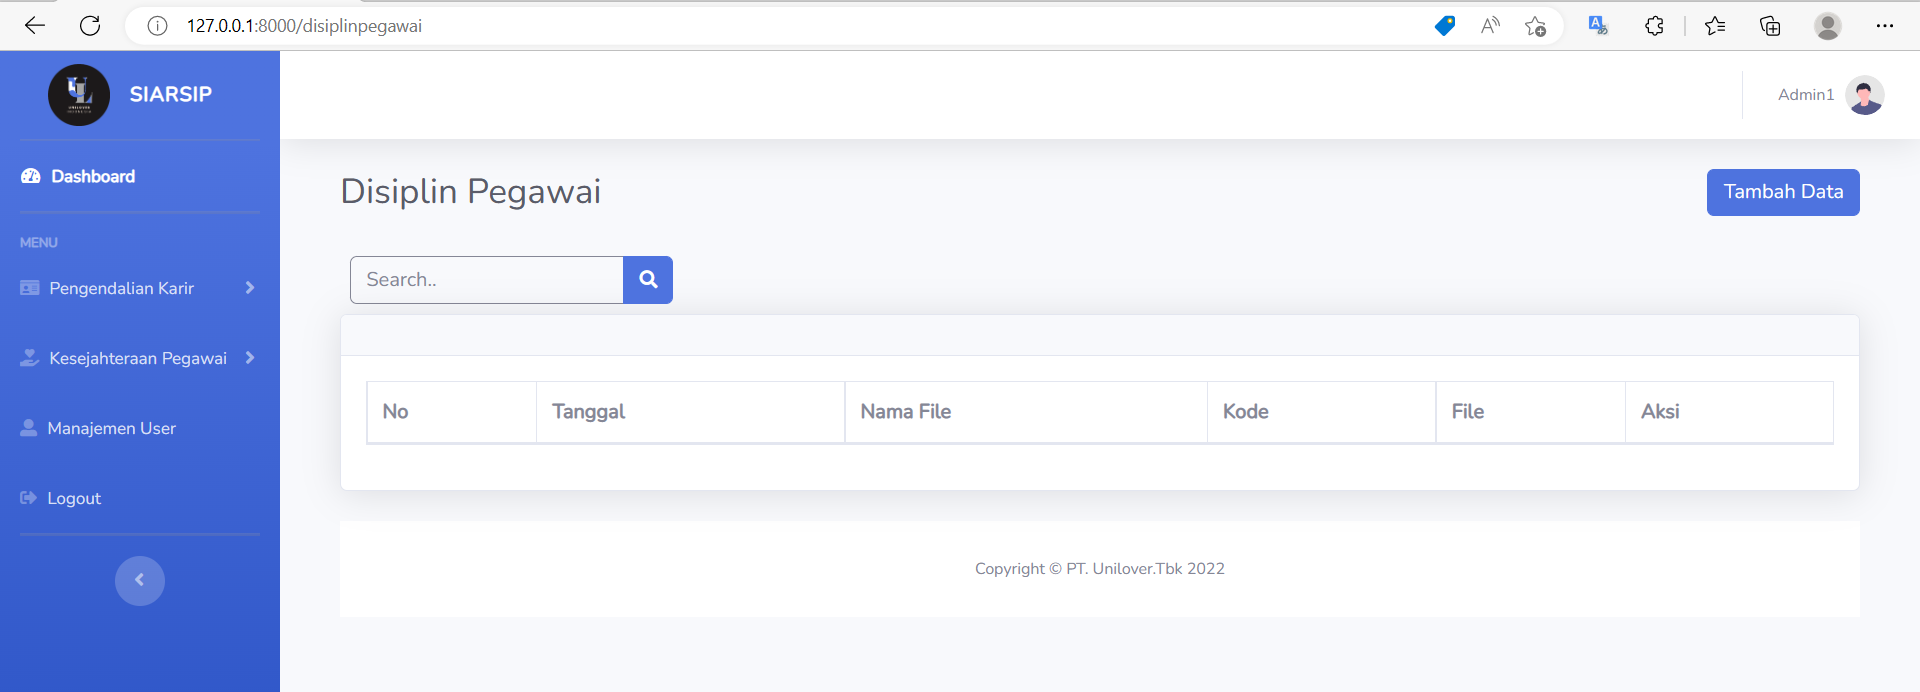 127.0.0.1:8000/disiplinpegawai
SIARSIP
Admin1
Dashboard
MENU
Pengendalian Karir
Kesejahteraan Pegawai
Manajemen User
Logout
Disiplin Pegawai
Tambah Data
Search..
No Tanggal Nama File Kode File Aksi
Copyright © PT. Unilover.Tbk 2022